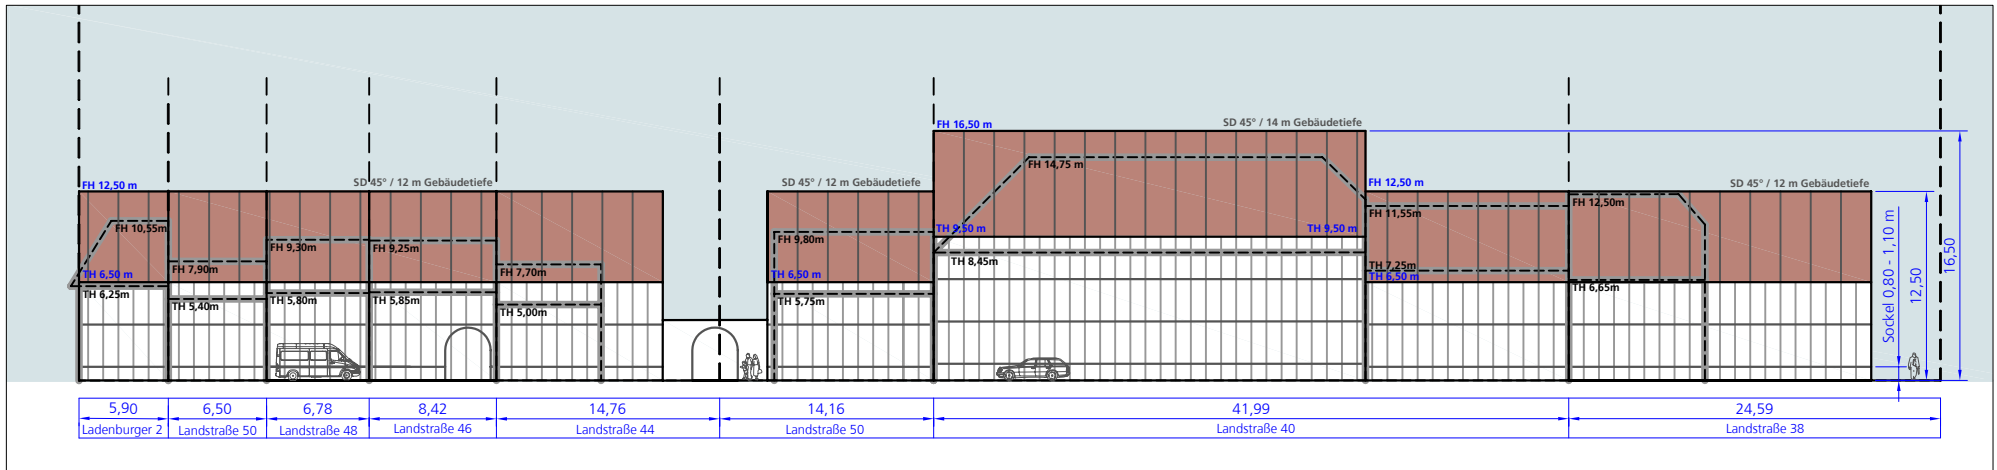 SD 45° / 14 m Gebäudetiefe
FH 16,50 m
SD 45° / 12 m Gebäudetiefe
SD 45° / 12 m Gebäudetiefe
SD 45° / 12 m Gebäudetiefe
FH 12,50 m
FH 12,50 m
FH 14,75 m
FH 10,55m
FH 7,90m
FH 9,30m
FH 9,25m
FH 7,70m
FH 9,80m
TH 9,50 m
TH 9,50 m
FH 11,55m
FH 12,50m
TH 6,50 m
TH 6,25m
TH 5,40m
TH 5,80m
TH 5,85m
TH 5,00m
TH 6,50 m
TH 5,75m
TH 8,45m
TH 7,25m
TH 6,50 m
TH 6,65m
Sockel 0,80 - 1,10 m
12,50
16,50
5,90
6,50
6,78
8,42
14,76
14,16
41,99
24,59
Ladenburger 2
Landstraße 50
Landstraße 48
Landstraße 46
Landstraße 44
Landstraße 50
Landstraße 40
Landstraße 38